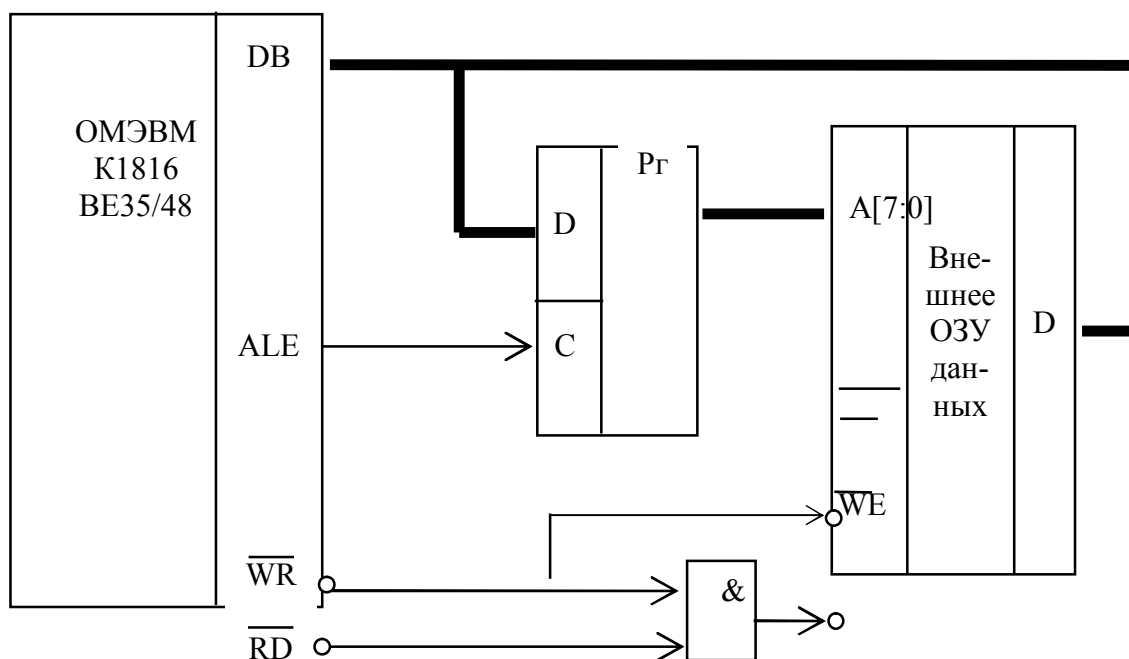 DB
ОМЭВМ
К1816
ВЕ35/48
Рг
D
A[7:0]
Вне-
шнее
ОЗУ
дан-
ных
D
ALE
C
WE
WR
&
RD